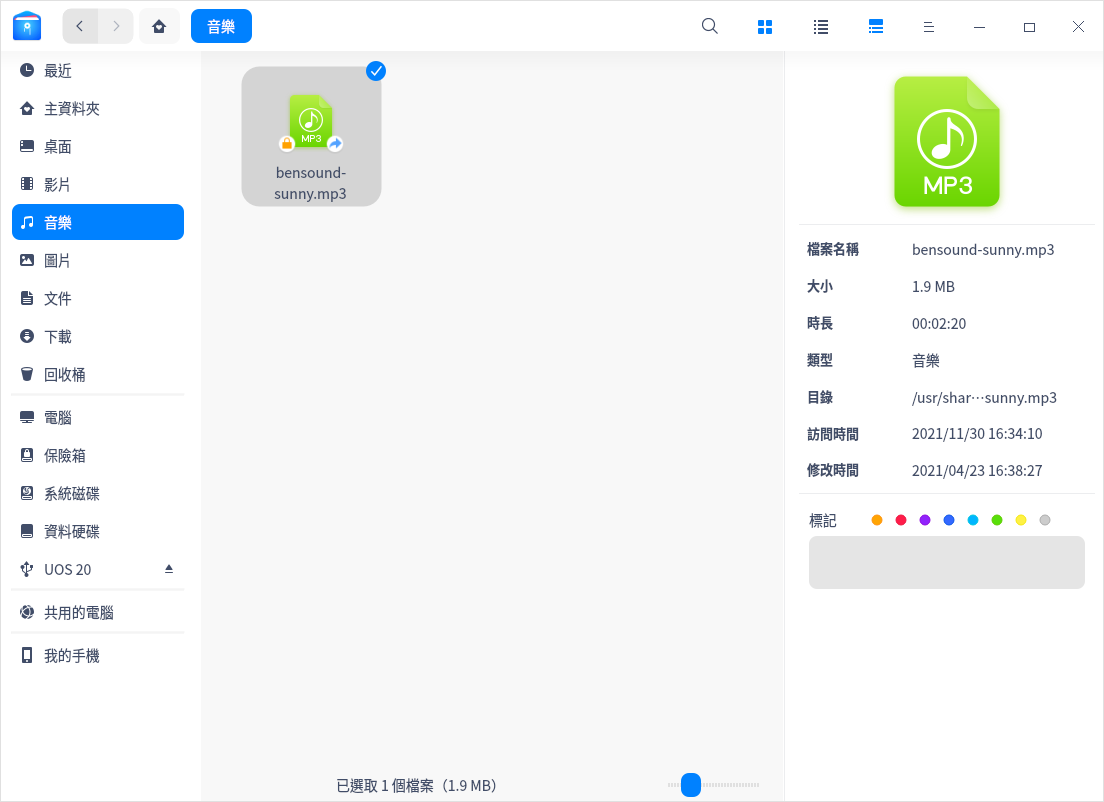 音樂
最近
主資料夾
桌面
影片
音樂
圖片
文件
下載
回收桶
電腦
保險箱
系統磁碟
資料硬碟
UOS 20
共用的電腦
我的手機
MP3
bensound-
sunny.mp3
已選取 1 個檔案（1.9 MB）
MP3
檔案名稱 bensound-sunny.mp3
大小 1.9 MB
時長 00:02:20
類型 音樂
目錄 /usr/shar⋯sunny.mp3
訪問時間 2021/11/30 16:34:10
修改時間 2021/04/23 16:38:27
標記